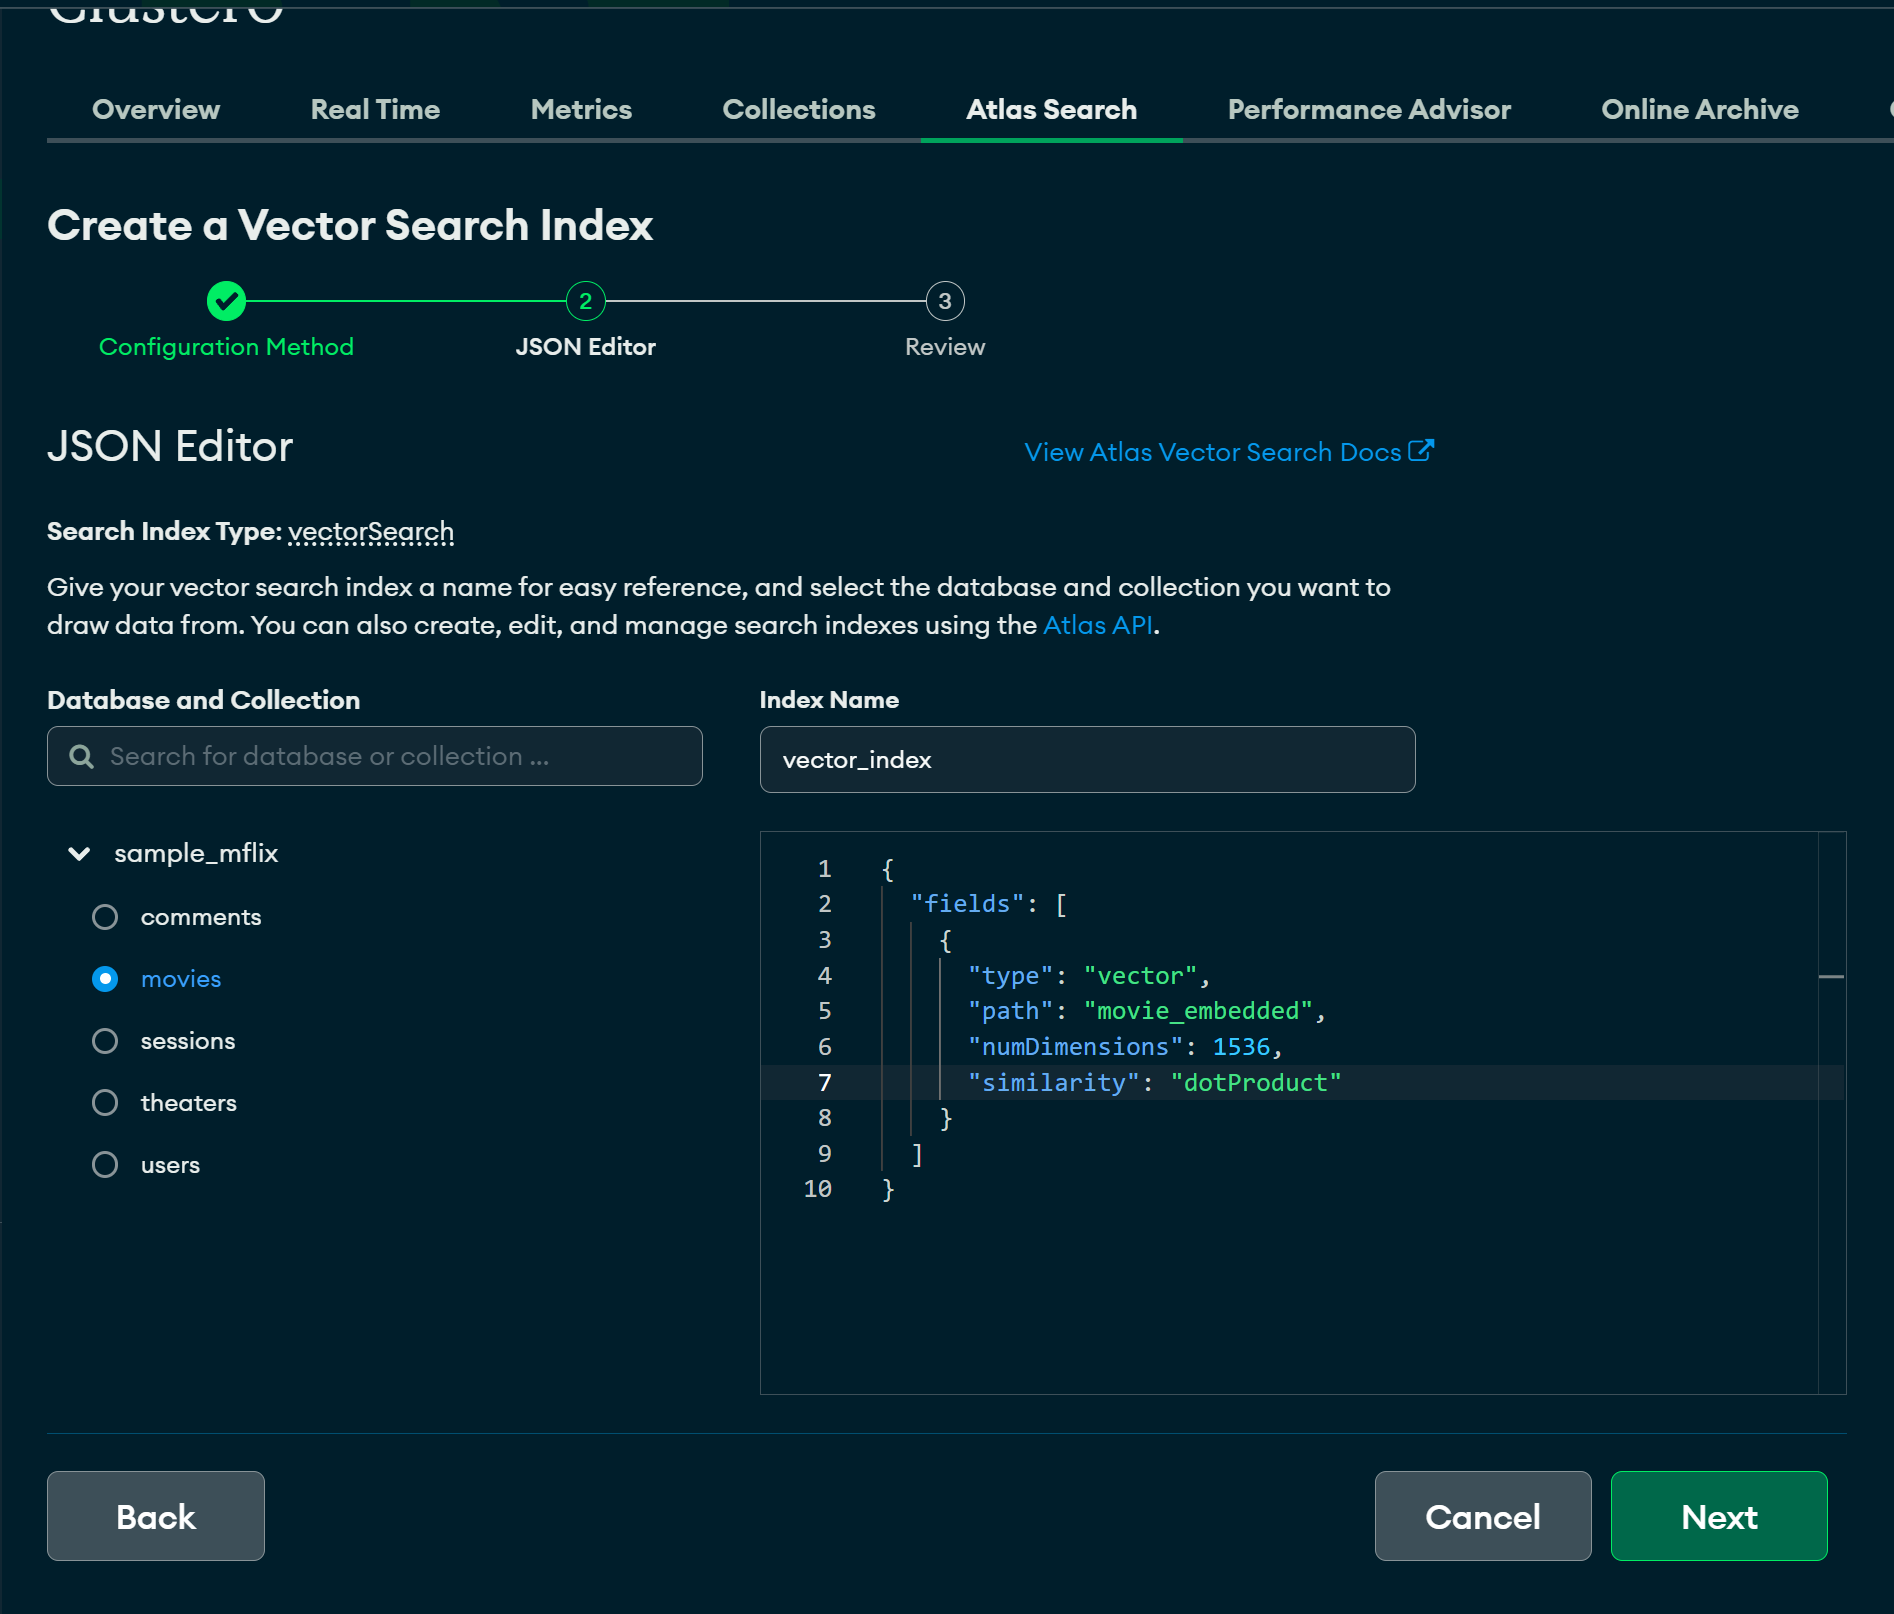 Overview Real Time Metrics Collections Atlas Search Performance Advisor Online Archive
Create a Vector Search Index
2 3
Configuration Method JSON Editor Review
JSON Editor
View Atlas Vector Search Docs
Search Index Type: vectorSearch
Give your vector search index a name for easy reference, and select the database and collection you want to
draw data from. You can also create, edit, and manage search indexes using the Atlas API.
Database and Collection
Search for database or collection ...
sample_mflix
comments
movies
sessions
theaters
users
Index Name
vector_index
1 {
2 "fields": [
3 {
4 "type": "vector",
5 "path": "movie_embedded",
6 "numDimensions": 1536,
7 "similarity": "dotProduct"
8 }
9 ]
10 }
Back Cancel Next